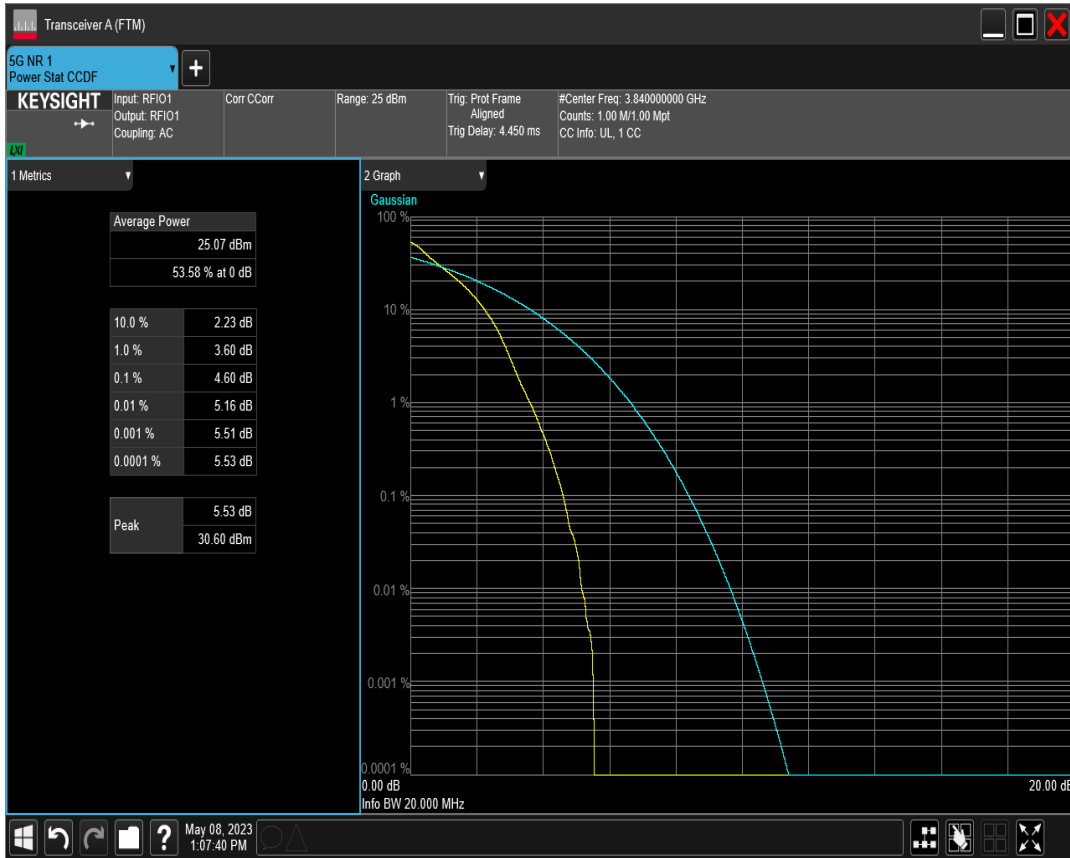 Transceiver A (FTM)
5G NR 1
Power Stat CCDF
KEYSIGHT
LXI
Input: RFIO1
Output: RFIO1
Coupling: AC
Corr CCorr
Range: 25 dBm
Trig: Prot Frame
Aligned
Trig Delay: 4.450 ms
#Center Freq: 3.840000000 GHz
Counts: 1.00 M/1.00 Mpt
CC Info: UL, 1 CC
1 Metrics
Average Power
25.07 dBm
53.58 % at 0 dB
10.0 % 2.23 dB
1.0 % 3.60 dB
0.1 % 4.60 dB
0.01 % 5.16 dB
0.001 % 5.51 dB
0.0001 % 5.53 dB
Peak
5.53 dB
30.60 dBm
2 Graph
Gaussian
100 %
10 %
1 %
0.1 %
0.01 %
0.001 %
0.0001 %
0.00 dB
20.00 dB
Info BW 20.000 MHz
?
May 08, 2023
1:07:40 PM